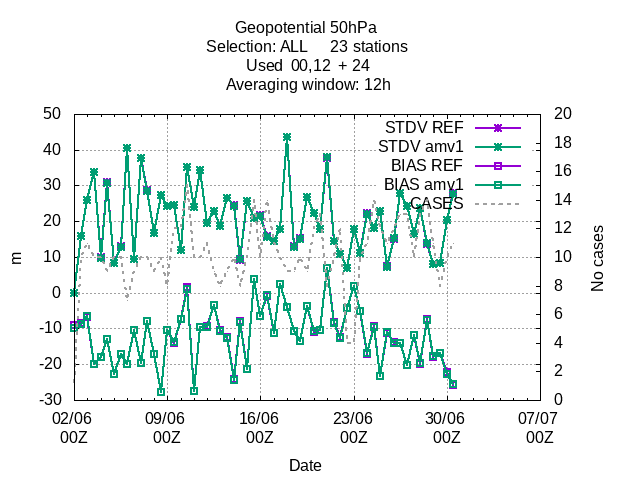 Geopotential 50hPa
Selection: ALL 23 stations
Used 00,12 + 24
Averaging window: 12h
50 20
STDV REF
18
40 STDV amv1
16
BIAS REF
30 BIAS amv1
14
CASES
20 12
10 10
m
No cases
0 8
6
-10
4
-20
2
-30 0
02/06 09/06 16/06 23/06 30/06 07/07
00Z 00Z 00Z 00Z 00Z 00Z
Date